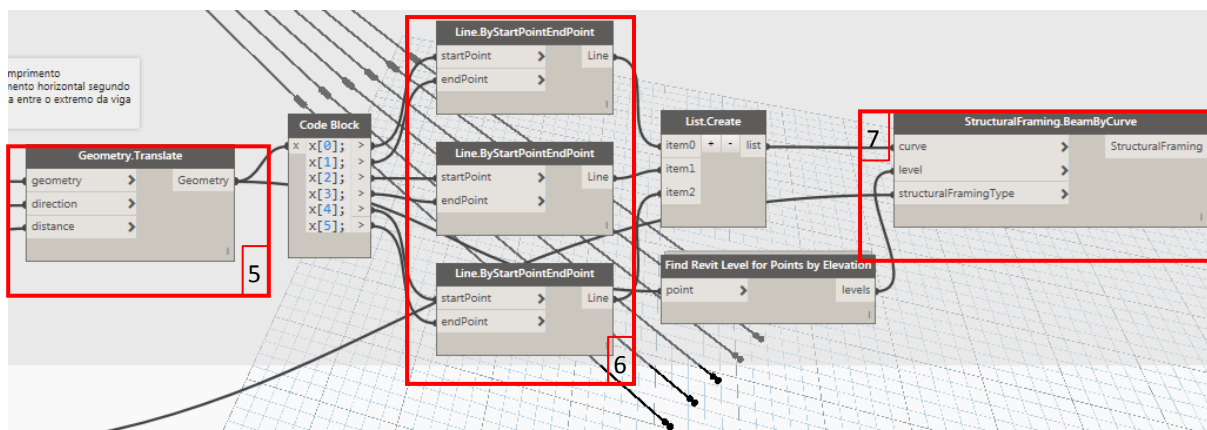 mprimento
mento horizontal segundo
a entre o extremo da viga
Geometry.Translate
geometry > Geometry
direction >
distance >
5
Code Block
x x[0]; >
x[1]; >
x[2]; >
x[3]; >
x[4]; >
x[5]; >
Line.ByStartPointEndPoint
startPoint > Line
endPoint >
Line.ByStartPointEndPoint
startPoint > Line
endPoint >
Line.ByStartPointEndPoint
startPoint > Line
endPoint >
6
List.Create
item0 + - list
item1
item2
Find Revit Level for Points by Elevation
point > levels
7
StructuralFraming.BeamByCurve
curve > StructuralFraming
level >
structuralFramingType >